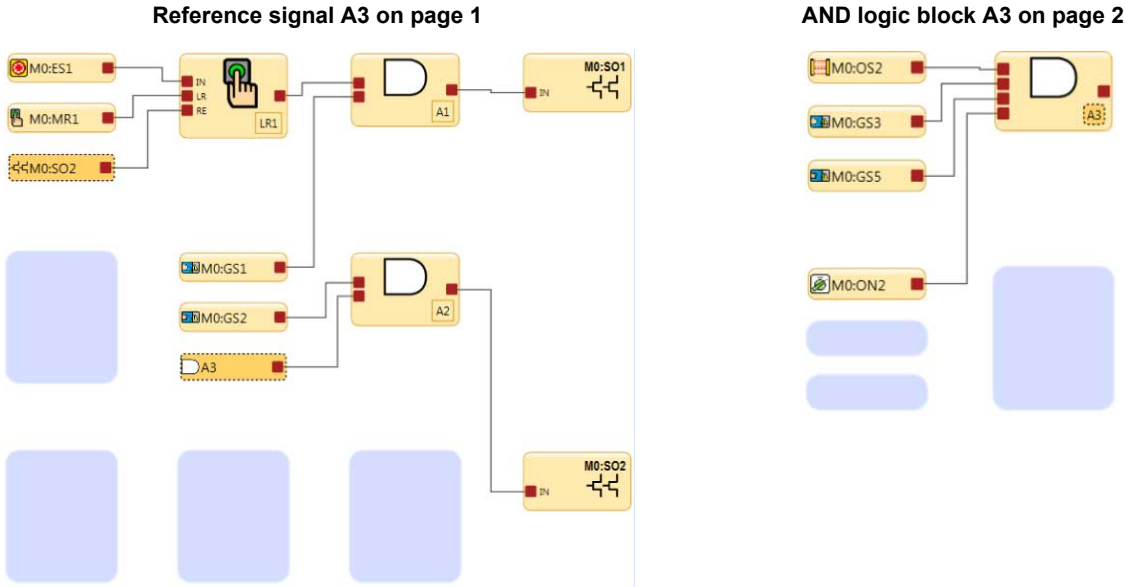 Reference signal A3 on page 1
AND logic block A3 on page 2
M0:ES1
M0:MR1
M0:SO2
IN
LR
RE
LR1
A1
M0:SO1
IN
M0:GS1
M0:GS2
A3
A2
M0:SO2
IN
M0:OS2
M0:GS3
M0:GS5
M0:ON2
A3